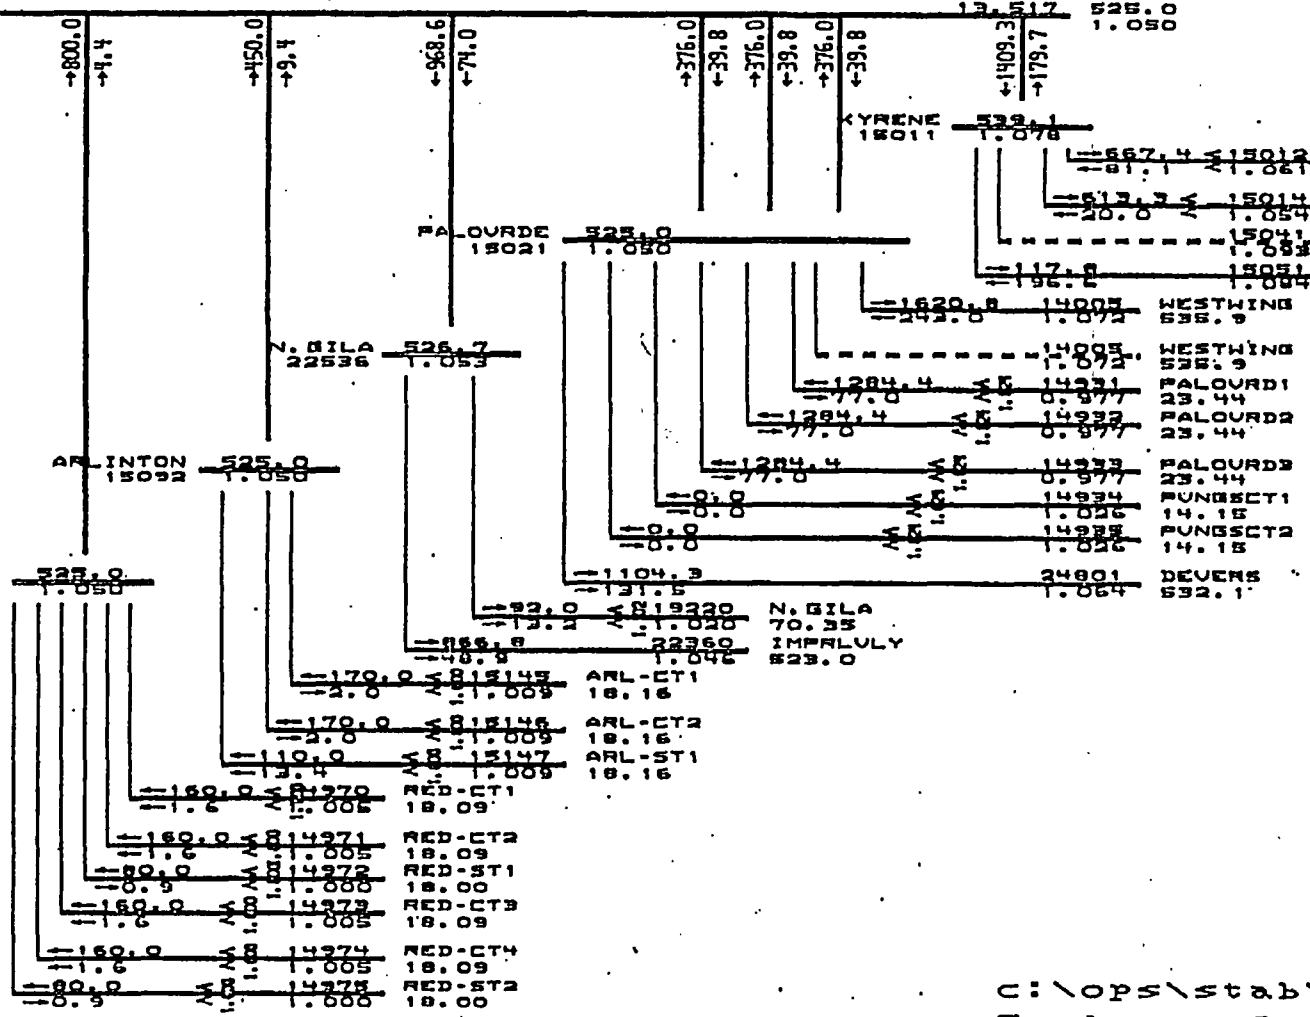 13.517 525.0
1.050
→800.0
→4.4
→450.0
→9.4
←968.6
←74.0
→376.0
←39.8
→376.0
←39.8
→376.0
←39.8
←1409.3
→179.7
KYRENE 539.1
15011 1.078
→667.4 15012
←81.1 1.061
15014
←20.0 1.054
15041
1.093
15051
PALOVRDE 525.0
15021 1.050
→1620.8 14005 WESTWING
←243.0 1.072 535.9
14005 WESTWING
1.072 535.9
N.GILA 526.7
22536 1.053
←1284.4 14931 PALOVRD1
→77.0 0.977 23.44
←1284.4 14932 PALOVRD2
→77.0 0.977 23.44
ARLINTON 525.0
15092 1.050
←1284.4 14933 PALOVRD3
→77.0 0.977 23.44
0.0 14934 PVNGSCT1
0.0 1.026 14.15
0.0 14935 PVNGSCT2
0.0 1.026 14.15
525.0
1.050
→1104.3 24801 DEVERS
→131.5 1.064 532.1
→92.0 19220 N.GILA
1.020 70.35
→866.8 22360 IMPRLVLY
→48.9 1.046 523.0
←170.0 15145 ARL-CT1
→2.0 1.009 18.16
←170.0 15146 ARL-CT2
→2.0 1.009 18.16
←110.0 15147 ARL-ST1
1.009 18.16
←160.0 14970 RED-CT1
←1.6 1.005 18.09
←160.0 14971 RED-CT2
←1.6 1.005 18.09
←80.0 14972 RED-ST1
→0.9 1.000 18.00
←160.0 14973 RED-CT3
←1.6 1.005 18.09
←160.0 14974 RED-CT4
←1.6 1.005 18.09
←80.0 14975 RED-ST2
→0.9 1.000 18.00
c:\ops\stab